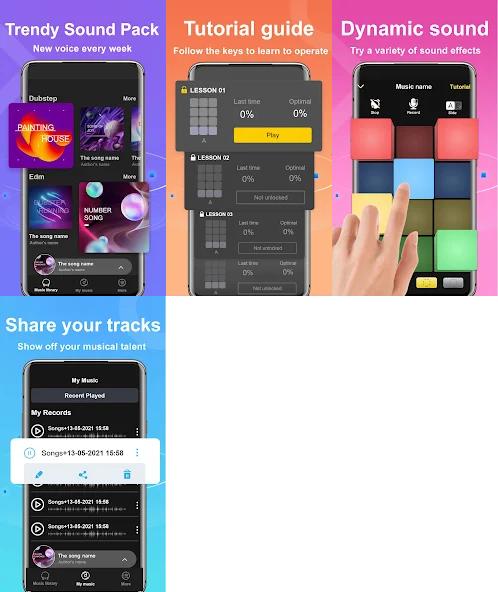 Trendy Sound Pack
New voice every week
Dubstep
More
PAINTING
HOUSE
The song name
Author's name
Edm
More
NUMBER
SONG
The song name
Author's name
The song name
Author's name
Music library
My music
More
Tutorial guide
Follow the keys to learn to operate
LESSON 01
Last time
Optimal
0%
0%
Play
LESSON 02
Last time
Optimal
0%
0%
Not unlocked
LESSON 03
Last time
Optimal
0%
0%
Not unlocked
Last time
Optimal
0%
0%
Not unlocked
Dynamic sound
Try a variety of sound effects
Music name
Tutorial
Stop
Record
A
Slide
Share your tracks
Show off your musical talent
My Music
Recent Played
My Records
Songs+13-05-2021 15:58
Songs+13-05-2021 15:58
Songs+13-05-2021 15:58
Songs+13-05-2021 15:58
Songs+13-05-2021 15:58
The song name
Author's name
Music library
My music
More